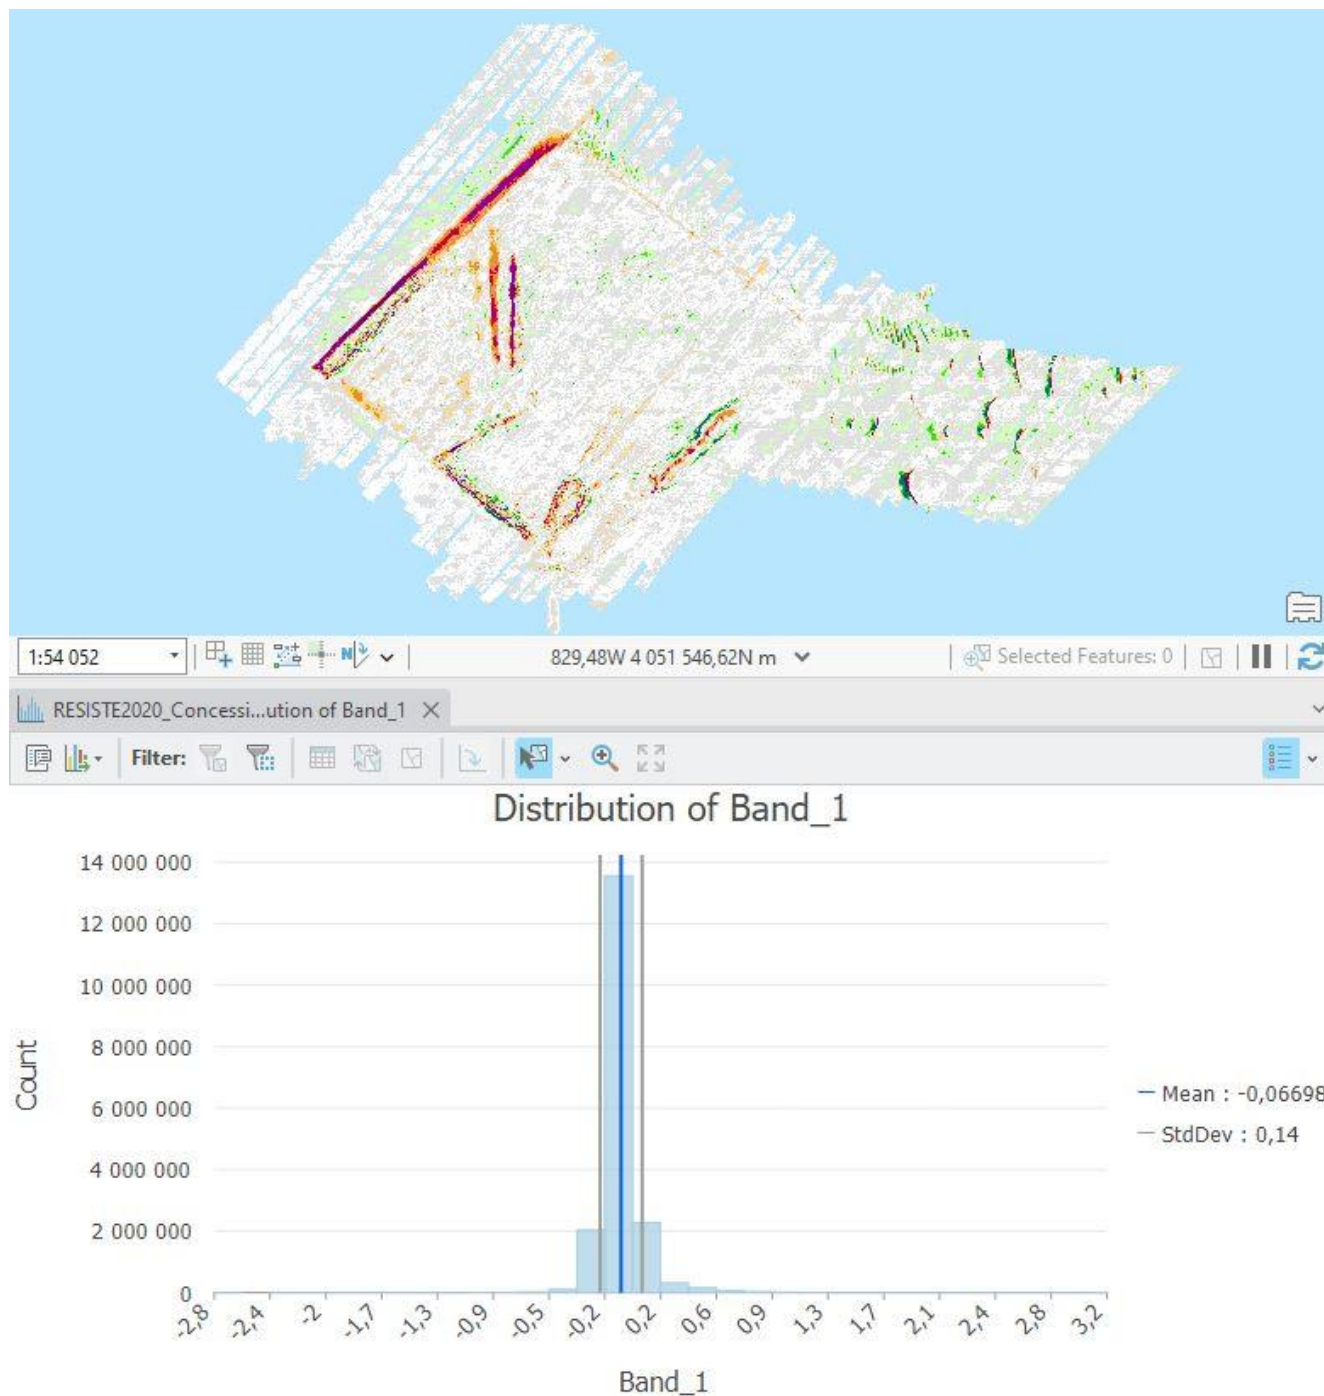 1:54 052
829,48W 4 051 546,62N m
Selected Features: 0
RESISTE2020_Concessi...ution of Band_1
Filter:
Distribution of Band_1
14 000 000
12 000 000
10 000 000
8 000 000
6 000 000
4 000 000
2 000 000
0
Count
-2,8 -2,4 -2 -1,7 -1,3 -0,9 -0,5 -0,2 0,2 0,6 0,9 1,3 1,7 2,1 2,4 2,8 3,2
Band_1
Mean : -0,06698
StdDev : 0,14